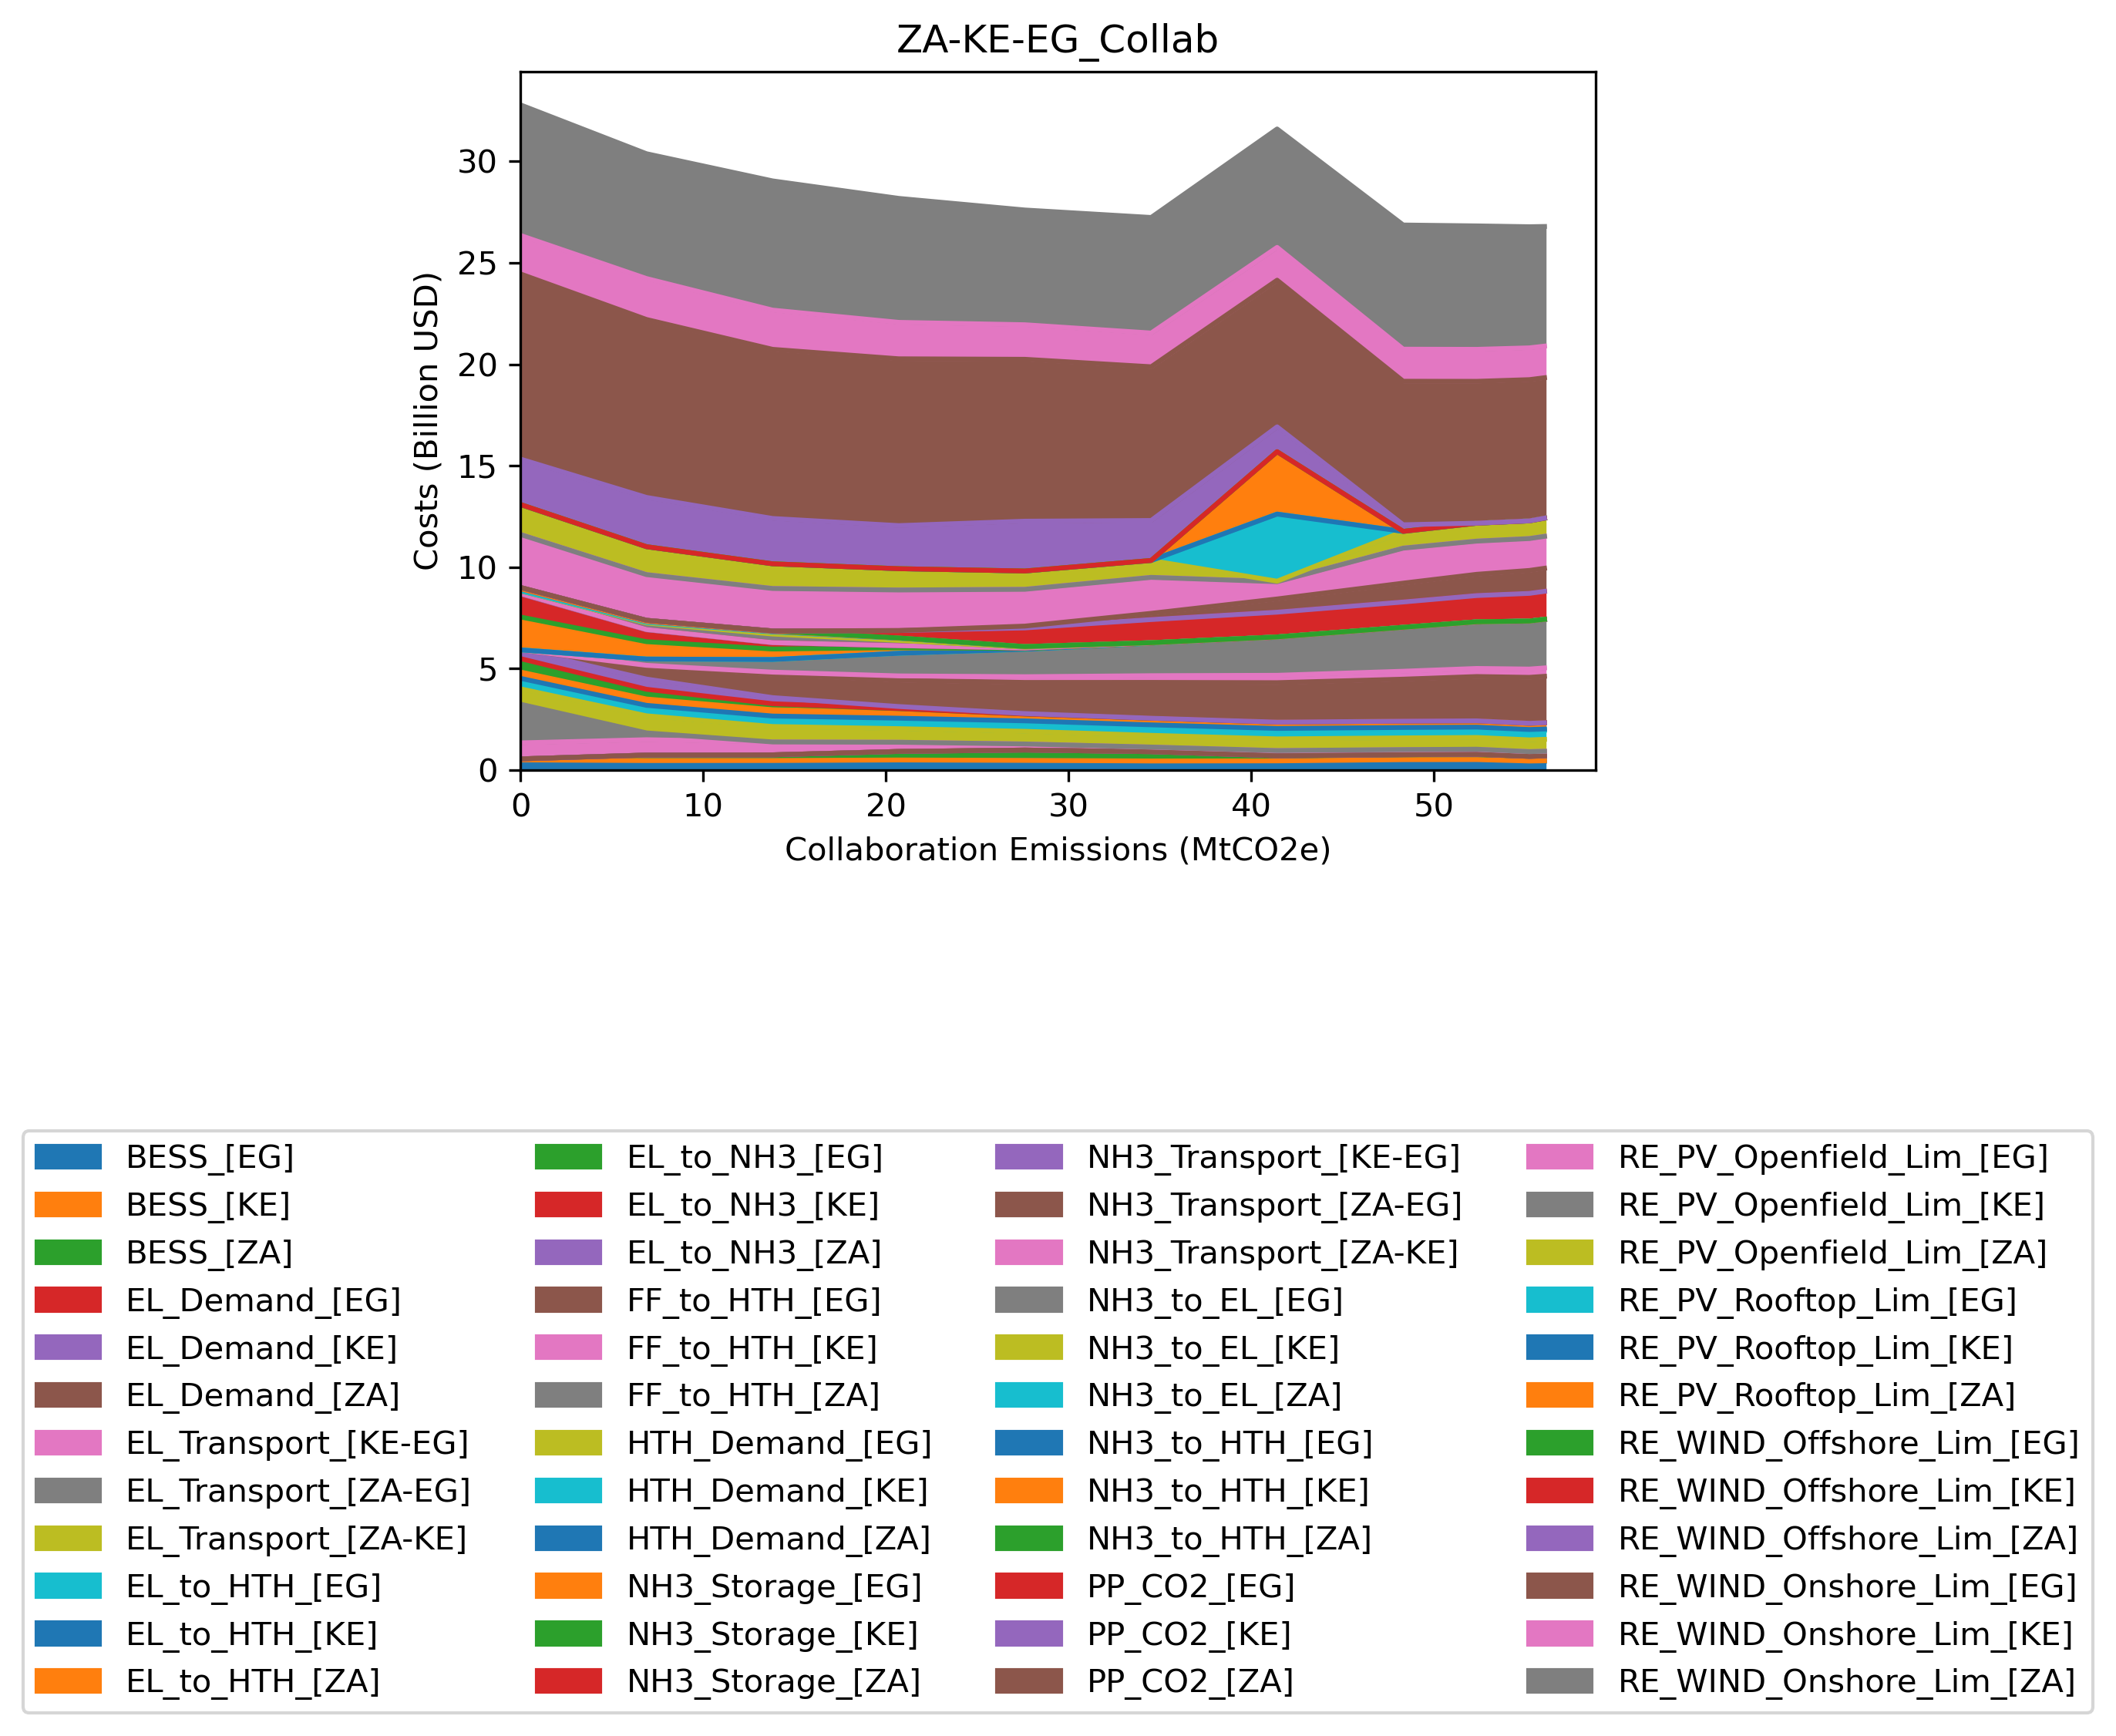 ZA-KE-EG_Collab
Costs (Billion USD)
30
25
20
15
10
5
0
0 10 20 30 40 50
Collaboration Emissions (MtCO2e)
BESS_[EG]
BESS_[KE]
BESS_[ZA]
EL_Demand_[EG]
EL_Demand_[KE]
EL_Demand_[ZA]
EL_Transport_[KE-EG]
EL_Transport_[ZA-EG]
EL_Transport_[ZA-KE]
EL_to_HTH_[EG]
EL_to_HTH_[KE]
EL_to_HTH_[ZA]
EL_to_NH3_[EG]
EL_to_NH3_[KE]
EL_to_NH3_[ZA]
FF_to_HTH_[EG]
FF_to_HTH_[KE]
FF_to_HTH_[ZA]
HTH_Demand_[EG]
HTH_Demand_[KE]
HTH_Demand_[ZA]
NH3_Storage_[EG]
NH3_Storage_[KE]
NH3_Storage_[ZA]
NH3_Transport_[KE-EG]
NH3_Transport_[ZA-EG]
NH3_Transport_[ZA-KE]
NH3_to_EL_[EG]
NH3_to_EL_[KE]
NH3_to_EL_[ZA]
NH3_to_HTH_[EG]
NH3_to_HTH_[KE]
NH3_to_HTH_[ZA]
PP_CO2_[EG]
PP_CO2_[KE]
PP_CO2_[ZA]
RE_PV_Openfield_Lim_[EG]
RE_PV_Openfield_Lim_[KE]
RE_PV_Openfield_Lim_[ZA]
RE_PV_Rooftop_Lim_[EG]
RE_PV_Rooftop_Lim_[KE]
RE_PV_Rooftop_Lim_[ZA]
RE_WIND_Offshore_Lim_[EG]
RE_WIND_Offshore_Lim_[KE]
RE_WIND_Offshore_Lim_[ZA]
RE_WIND_Onshore_Lim_[EG]
RE_WIND_Onshore_Lim_[KE]
RE_WIND_Onshore_Lim_[ZA]